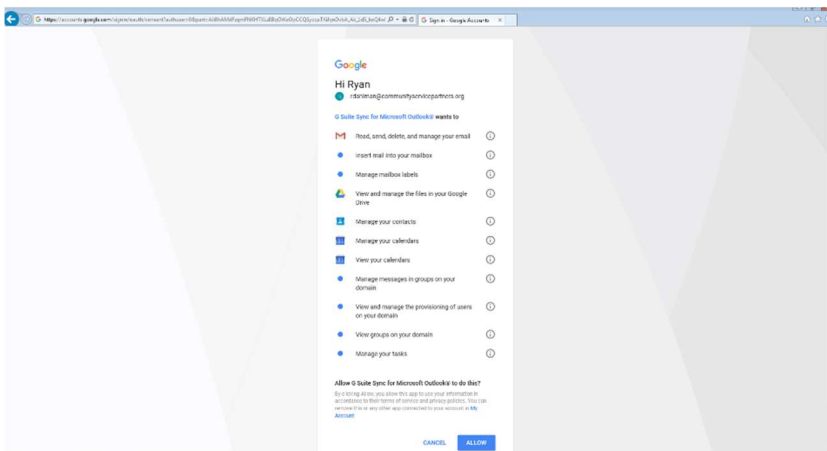 Sign in - Google Accounts
Google
Hi Ryan
G Suite Sync for Microsoft Outlook® wants to
Read, send, delete, and manage your email
Insert mail into your mailbox
Manage mailbox labels
View and manage the files in your Google
Drive
Manage your contacts
Manage your calendars
View your calendars
Manage messages in groups on your
domain
View and manage the provisioning of users
on your domain
View groups on your domain
Manage your tasks
Allow G Suite Sync for Microsoft Outlook® to do this?
By clicking Allow, you allow this app to use your information in
accordance to their terms of service and privacy policies. You can
remove this or any other app connected to your account in My
Account
CANCEL
ALLOW